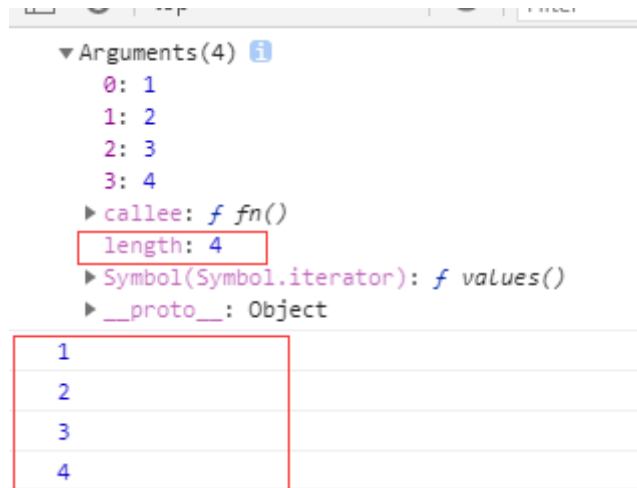 Arguments(4) i
0: 1
1: 2
2: 3
3: 4
callee: ƒ fn()
length: 4
Symbol(Symbol.iterator): ƒ values()
__proto__: Object
1
2
3
4